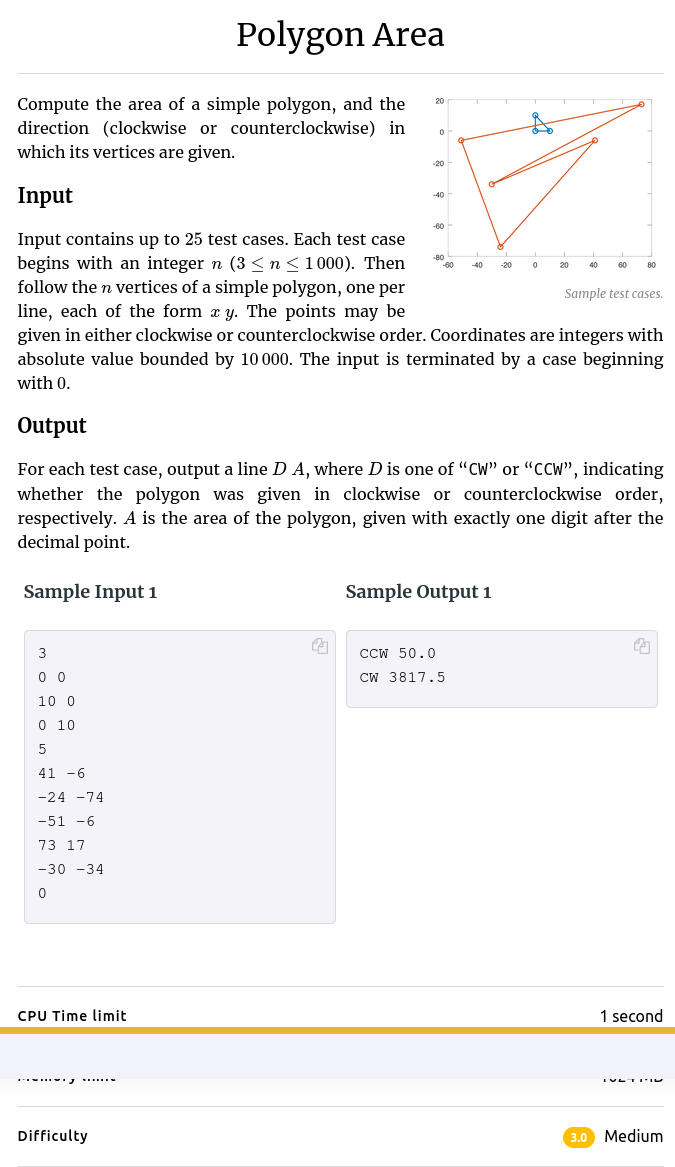 Polygon Area
Compute the area of a simple polygon, and the
direction (clockwise or counterclockwise) in
which its vertices are given.
20
0
-20
-40
-60
-80
-60 -40 -20 0 20 40 60 80
Sample test cases.
Input
Input contains up to 25 test cases. Each test case
begins with an integer n (3 ≤ n ≤ 1 000). Then
follow the n vertices of a simple polygon, one per
line, each of the form x y. The points may be
given in either clockwise or counterclockwise order. Coordinates are integers with
absolute value bounded by 10 000. The input is terminated by a case beginning
with 0.
Output
For each test case, output a line D A, where D is one of “CW” or “CCW”, indicating
whether the polygon was given in clockwise or counterclockwise order,
respectively. A is the area of the polygon, given with exactly one digit after the
decimal point.
Sample Input 1
3
0 0
10 0
0 10
5
41 -6
-24 -74
-51 -6
73 17
-30 -34
0
Sample Output 1
CCW 50.0
CW 3817.5
CPU Time limit
1 second
Difficulty
3.0 Medium